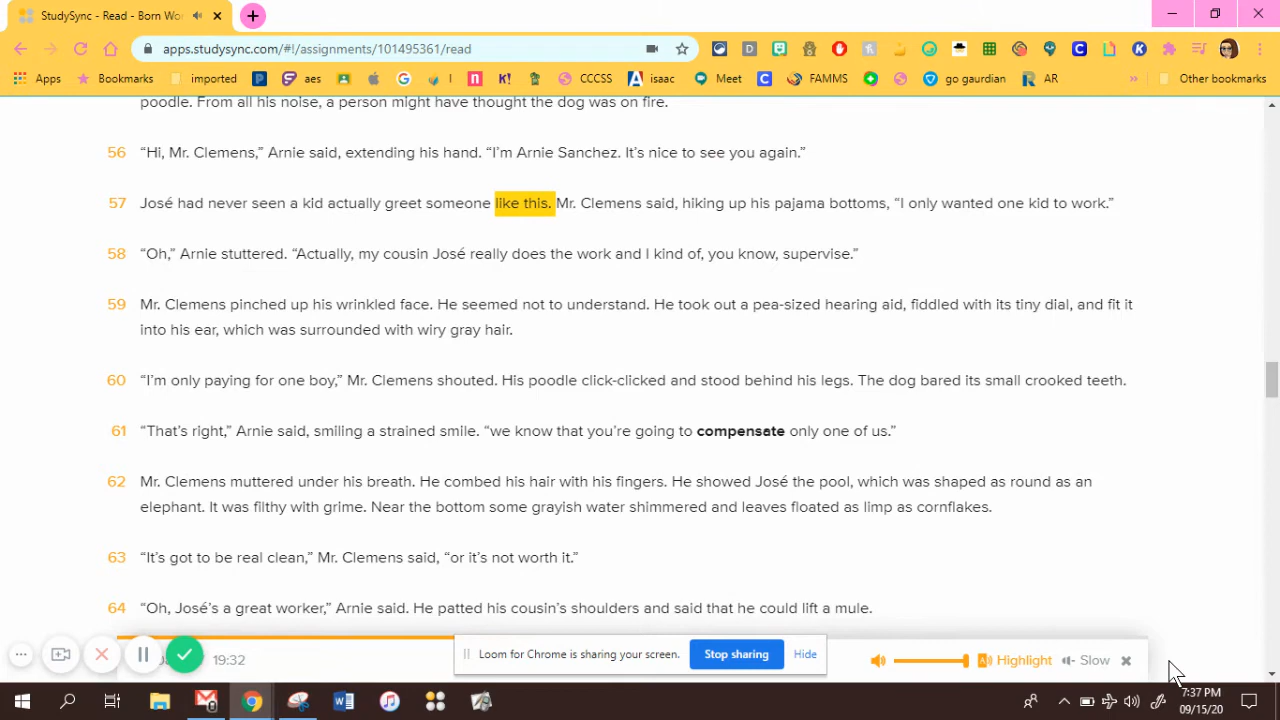 StudySync - Read - Born Wo
apps.studysync.com/#!/assignments/101495361/read
Apps Bookmarks imported aes K! CCCSS isaac Meet FAMMS go gaurdian AR » Other bookmarks
poodle. From all his noise, a person might have thought the dog was on fire.
56 “Hi, Mr. Clemens,” Arnie said, extending his hand. “I’m Arnie Sanchez. It’s nice to see you again.”
57 José had never seen a kid actually greet someone like this. Mr. Clemens said, hiking up his pajama bottoms, “I only wanted one kid to work.”
58 “Oh,” Arnie stuttered. “Actually, my cousin José really does the work and I kind of, you know, supervise.”
59 Mr. Clemens pinched up his wrinkled face. He seemed not to understand. He took out a pea-sized hearing aid, fiddled with its tiny dial, and fit it
into his ear, which was surrounded with wiry gray hair.
60 “I’m only paying for one boy,” Mr. Clemens shouted. His poodle click-clicked and stood behind his legs. The dog bared its small crooked teeth.
61 “That’s right,” Arnie said, smiling a strained smile. “we know that you’re going to compensate only one of us.”
62 Mr. Clemens muttered under his breath. He combed his hair with his fingers. He showed José the pool, which was shaped as round as an
elephant. It was filthy with grime. Near the bottom some grayish water shimmered and leaves floated as limp as cornflakes.
63 “It’s got to be real clean,” Mr. Clemens said, “or it’s not worth it.”
64 “Oh, José’s a great worker,” Arnie said. He patted his cousin’s shoulders and said that he could lift a mule.
19:32 Loom for Chrome is sharing your screen. Stop sharing Hide Highlight Slow
7:37 PM
09/15/20